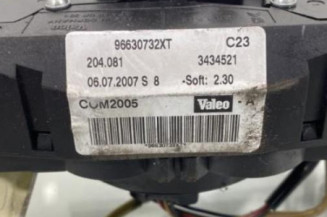 96630732XT C23
204.081 3434521
06.07.2007 S 8 -Soft: 2.30
COM2005 Valeo